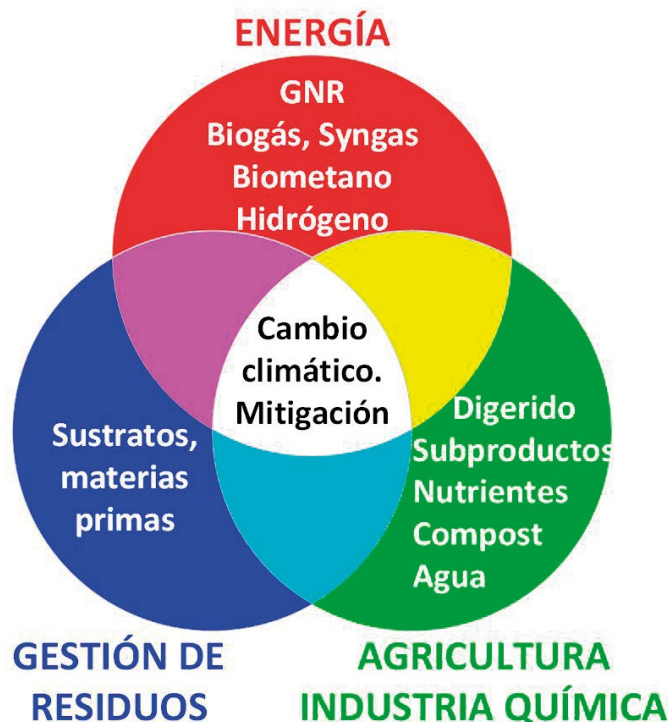 ENERGÍA
GNR
Biogás, Syngas
Biometano
Hidrógeno
Cambio
climático.
Mitigación
Sustratos,
materias
primas
Digerido
Subproductos
Nutrientes
Compost
Agua
GESTIÓN DE
RESIDUOS
AGRICULTURA
INDUSTRIA QUÍMICA